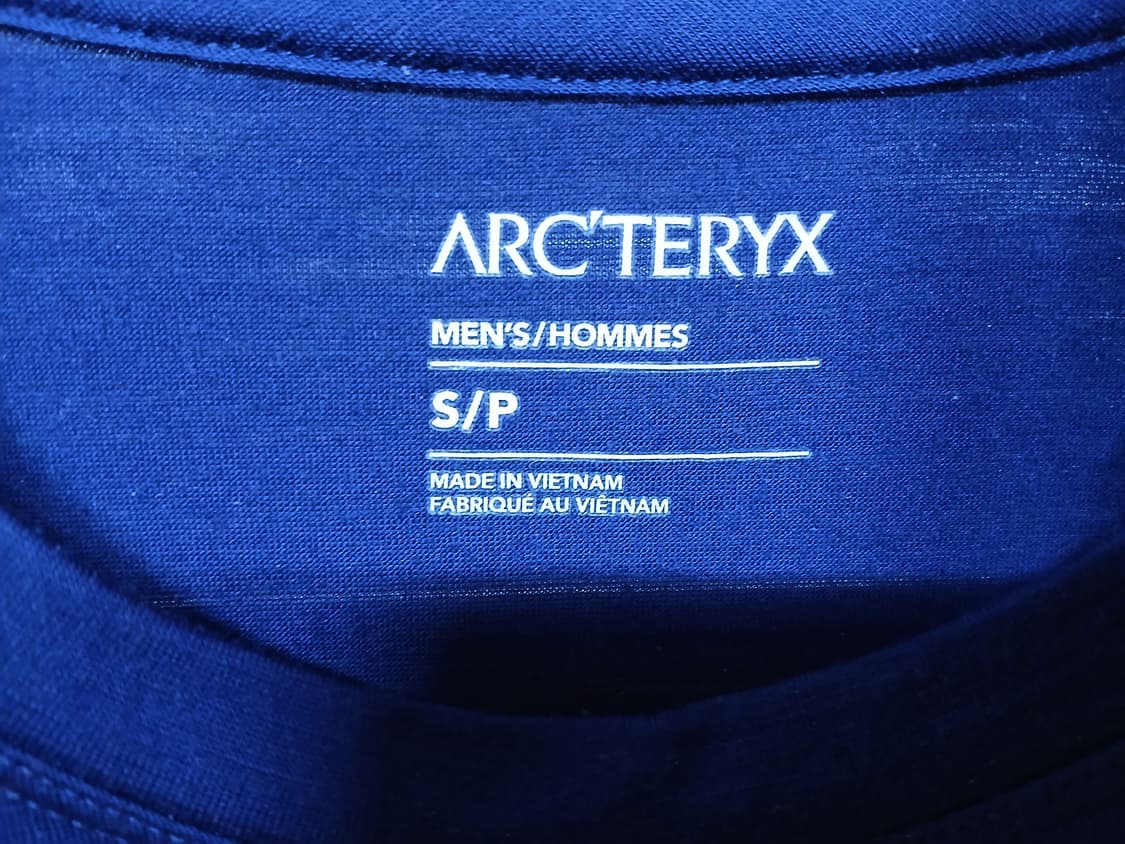 ARC'TERYX
MEN'S/HOMMES
S/P
MADE IN VIETNAM
FABRIQUÉ AU VIÊTNAM